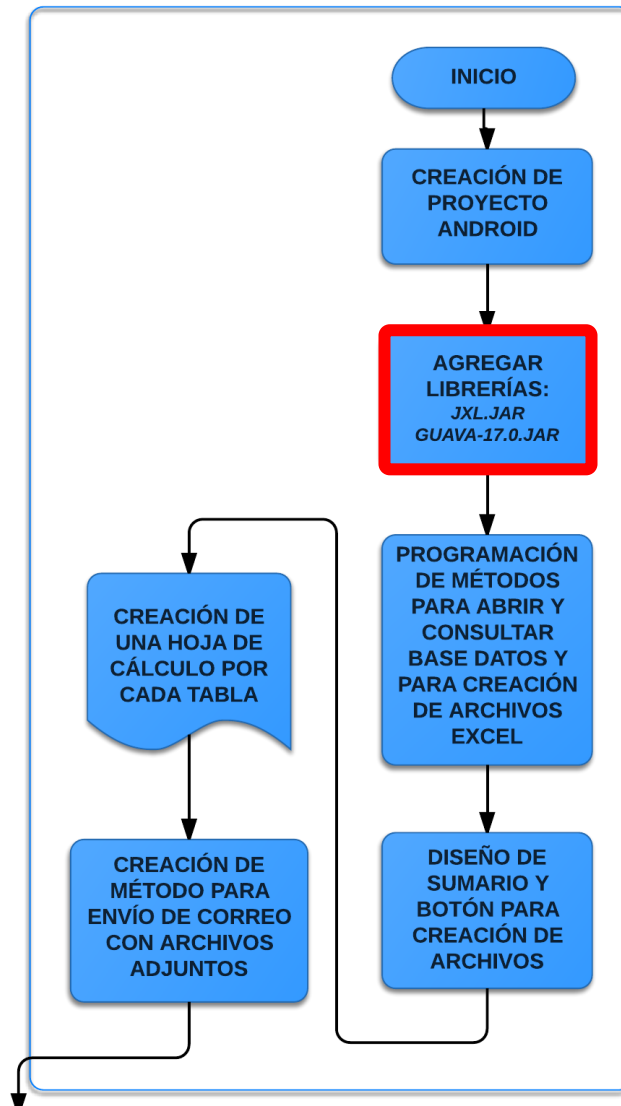 INICIO
CREACIÓN DE
PROYECTO
ANDROID
AGREGAR
LIBRERÍAS:
JXL.JAR
GUAVA-17.0.JAR
PROGRAMACIÓN
DE MÉTODOS
PARA ABRIR Y
CONSULTAR
BASE DATOS Y
PARA CREACIÓN
DE ARCHIVOS
EXCEL
DISEÑO DE
SUMARIO Y
BOTÓN PARA
CREACIÓN DE
ARCHIVOS
CREACIÓN DE
UNA HOJA DE
CÁLCULO POR
CADA TABLA
CREACIÓN DE
MÉTODO PARA
ENVÍO DE CORREO
CON ARCHIVOS
ADJUNTOS